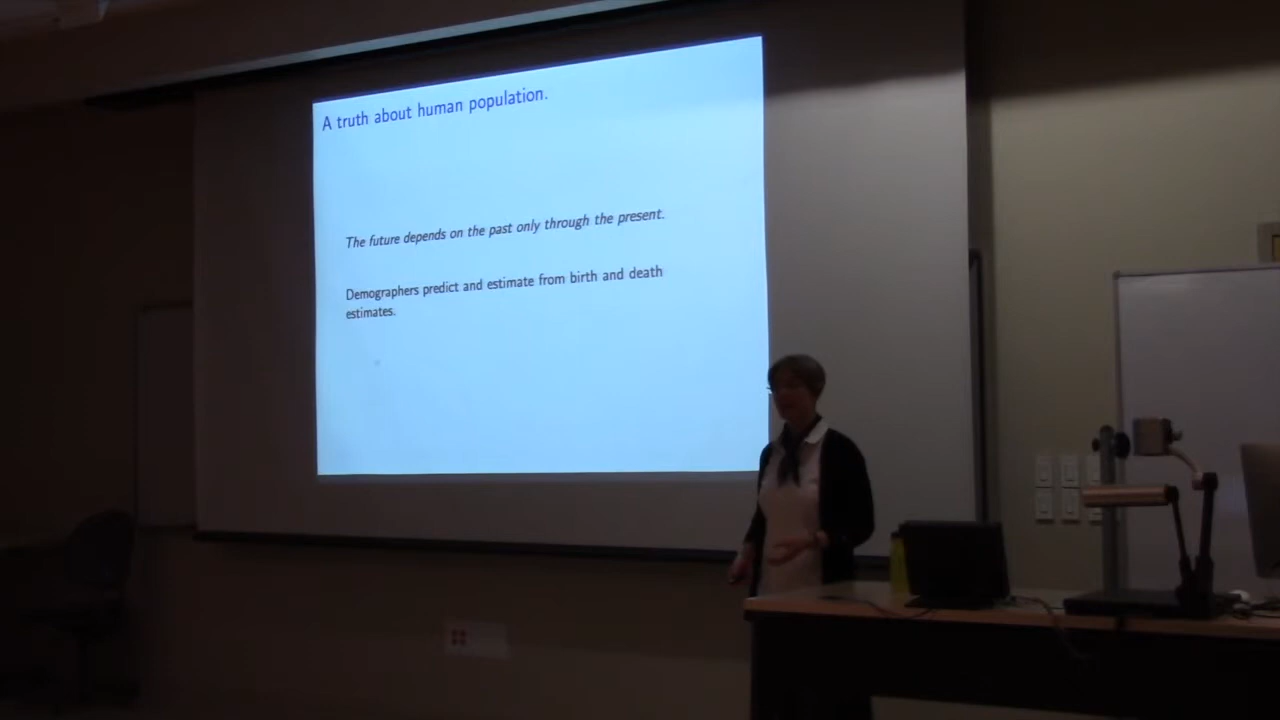 A truth about human population.
The future depends on the past only through the present.
Demographers predict and estimate from birth and death
estimates.